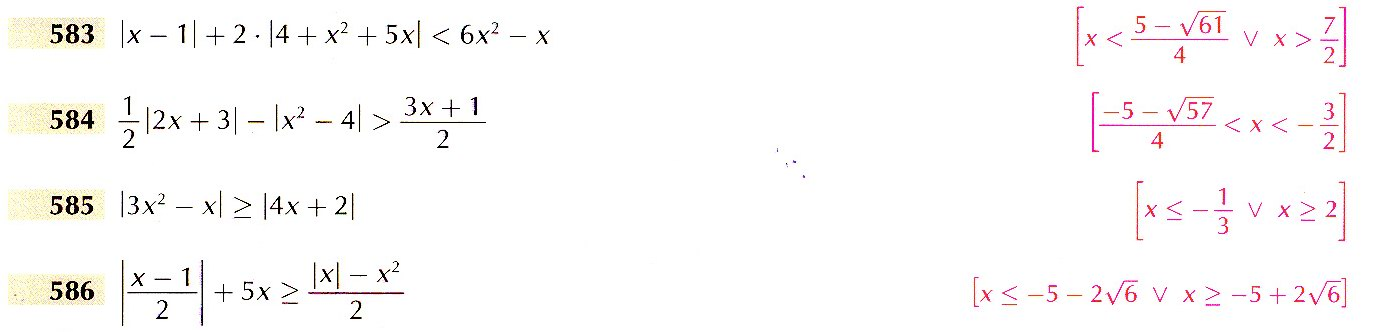 583 |x − 1| + 2 · |4 + x² + 5x| < 6x² − x [x < (5 − √61)/4 ∨ x > 7/2]
584 1/2|2x + 3| − |x² − 4| > (3x + 1)/2 [(−5 − √57)/4 < x < −3/2]
585 |3x² − x| ≥ |4x + 2| [x ≤ −1/3 ∨ x ≥ 2]
586 |(x − 1)/2| + 5x ≥ (|x| − x²)/2 [x ≤ −5 − 2√6 ∨ x ≥ −5 + 2√6]